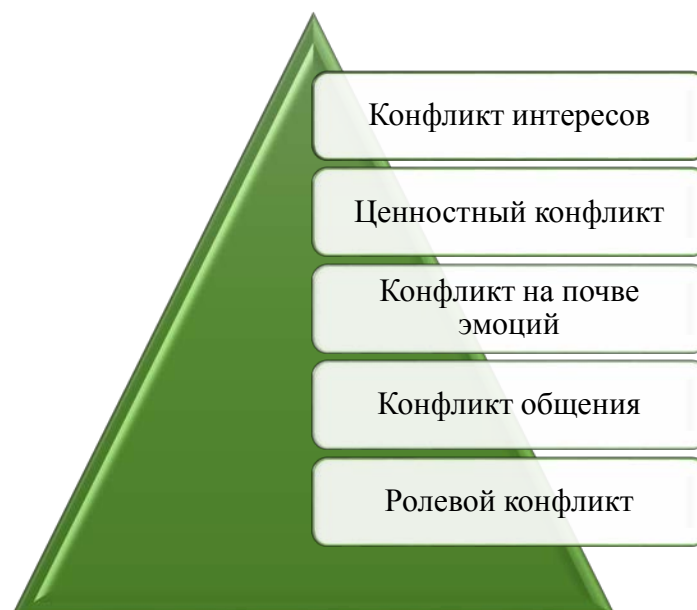 Конфликт интересов
Ценностный конфликт
Конфликт на почве
эмоций
Конфликт общения
Ролевой конфликт